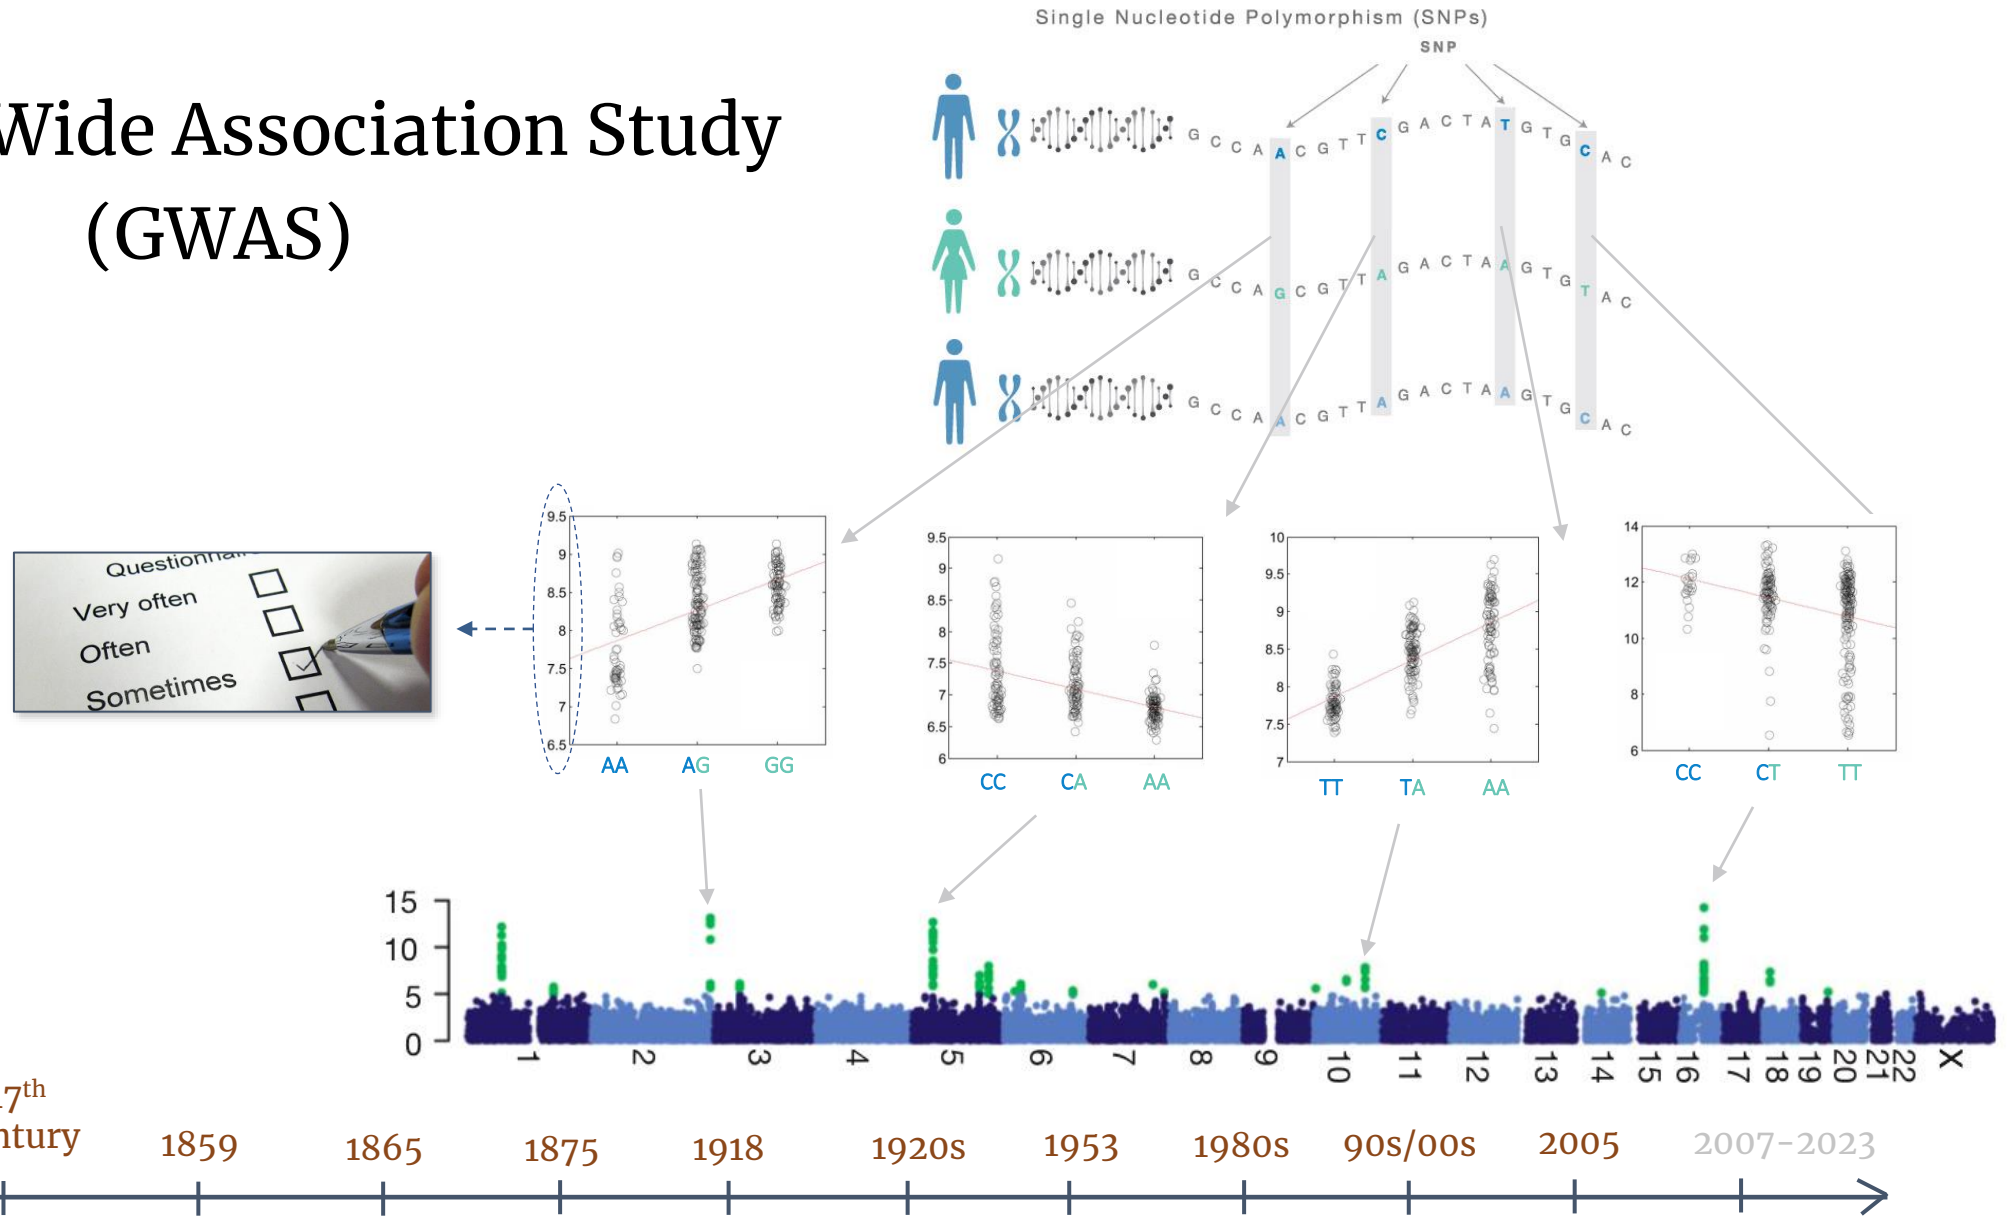 Single Nucleotide Polymorphism (SNPs)
SNP
Wide Association Study
(GWAS)
G C C A A C G T T C G A C T A T G T G C A C
G C C A G C G T T A G A C T A A G T G T A C
G C C A A C G T T A G A C T A A G T G C A C
Very often
Often
Sometimes
9.5
9
8.5
8
7.5
7
6.5
AA AG GG
9.5
9
8.5
8
7.5
7
6.5
6
CC CA AA
10
9.5
9
8.5
8
7.5
7
TT TA AA
14
12
10
8
6
CC CT TT
15
10
5
0
1 2 3 4 5 6 7 8 9 10 11 12 13 14 15 16 17 18 19 20 21 22 X
7th
ntury
1859 1865 1875 1918 1920s 1953 1980s 90s/00s 2005 2007-2023